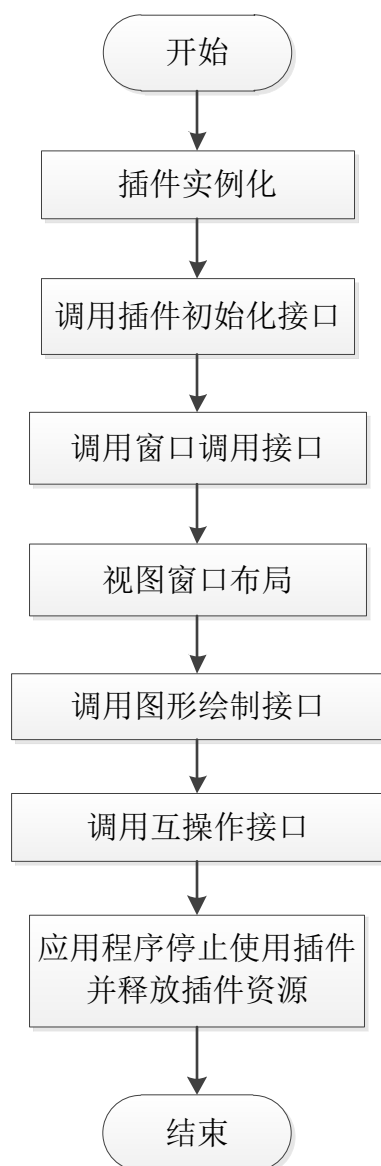 开始
插件实例化
调用插件初始化接口
调用窗口调用接口
视图窗口布局
调用图形绘制接口
调用互操作接口
应用程序停止使用插件
并释放插件资源
结束